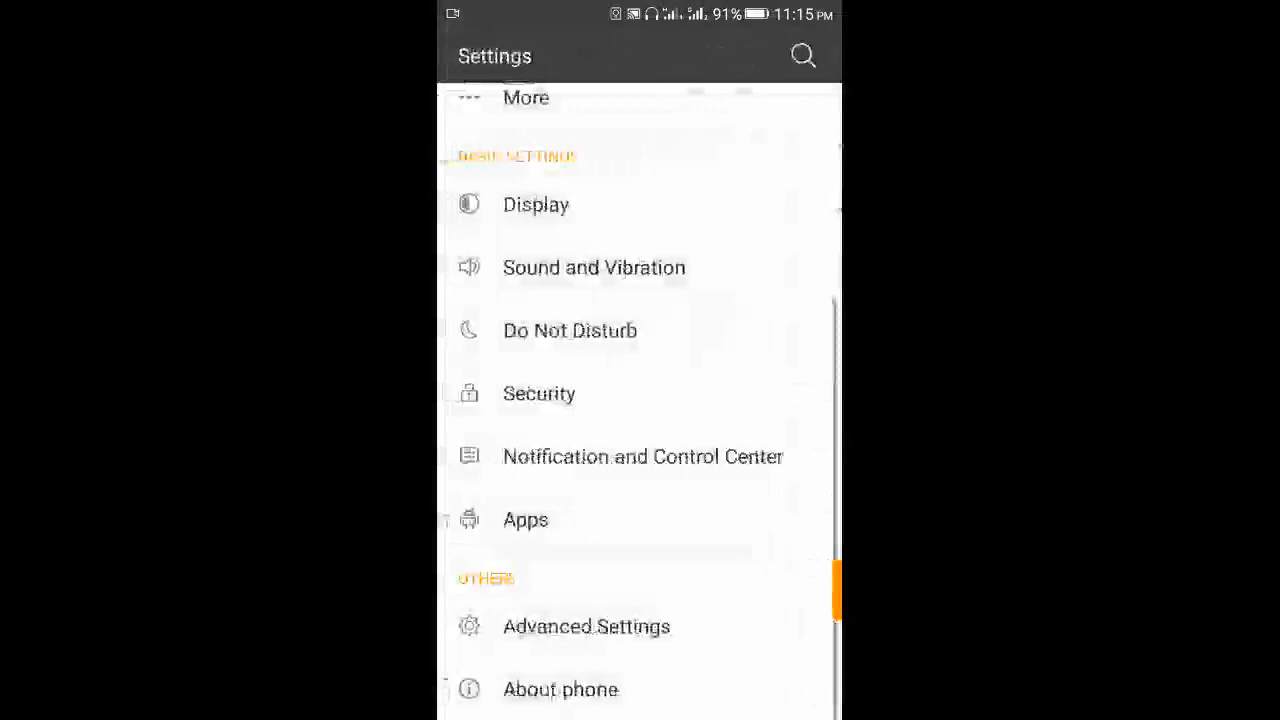 91% 11:15 PM
Settings
More
BASIC SETTINGS
Display
Sound and Vibration
Do Not Disturb
Security
Notification and Control Center
Apps
OTHERS
Advanced Settings
About phone